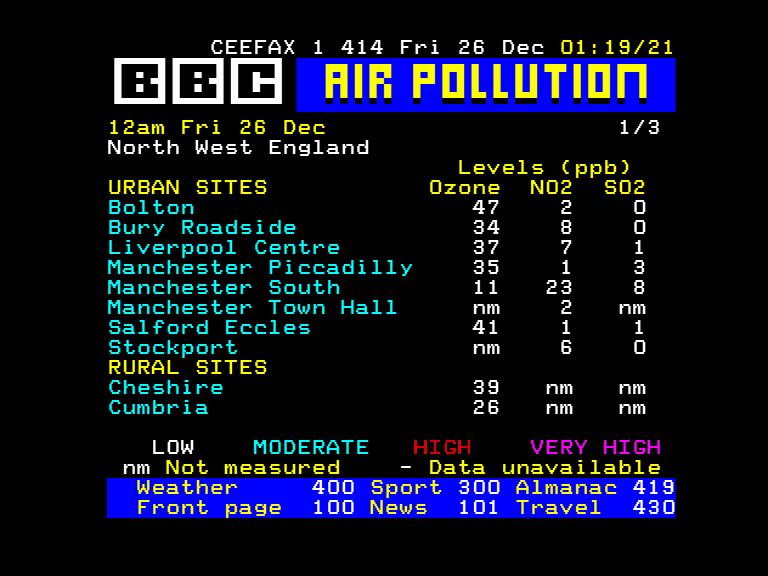 CEEFAX 1 414 Fri 26 Dec 01:19/21
BBC AIR POLLUTION
12am Fri 26 Dec 1/3
North West England
Levels (ppb)
URBAN SITES Ozone NO2 SO2
Bolton 47 2 0
Bury Roadside 34 8 0
Liverpool Centre 37 7 1
Manchester Piccadilly 35 1 3
Manchester South 11 23 8
Manchester Town Hall nm 2 nm
Salford Eccles 41 1 1
Stockport nm 6 0
RURAL SITES
Cheshire 39 nm nm
Cumbria 26 nm nm
LOW MODERATE HIGH VERY HIGH
nm Not measured - Data unavailable
Weather 400 Sport 300 Almanac 419
Front page 100 News 101 Travel 430